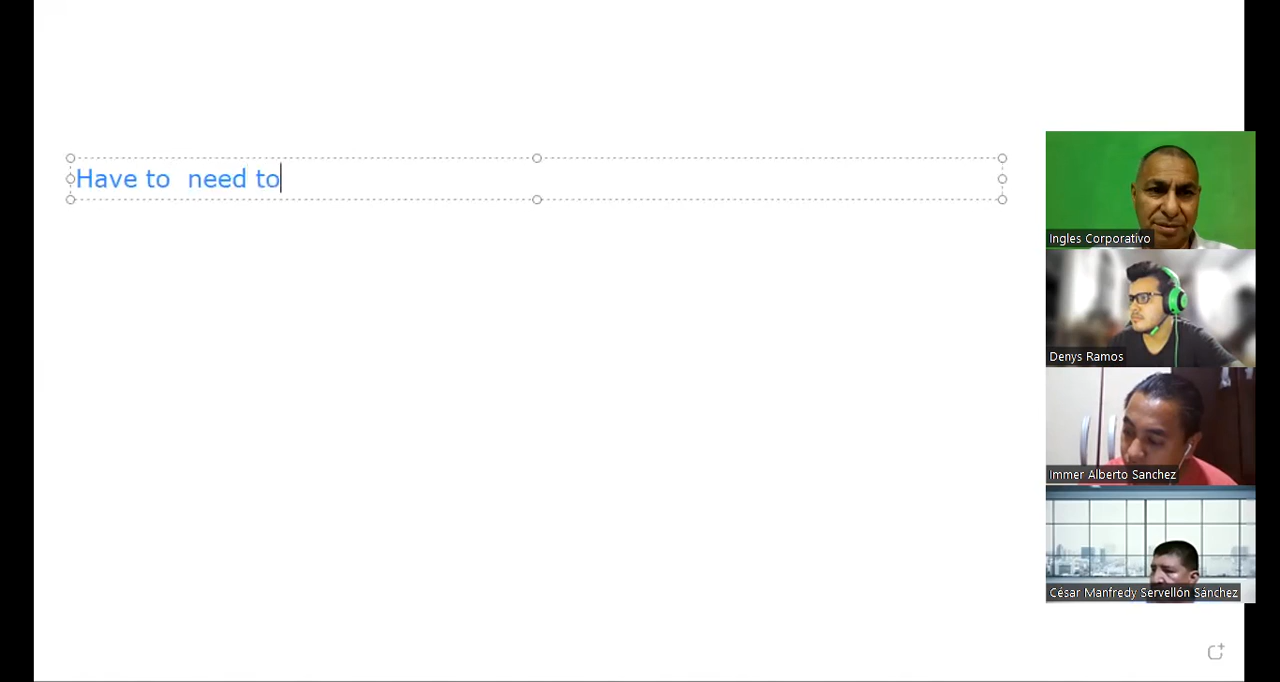 Have to  need to
Ingles Corporativo
Denys Ramos
Immer Alberto Sanchez
César Manfredy Servellón Sánchez